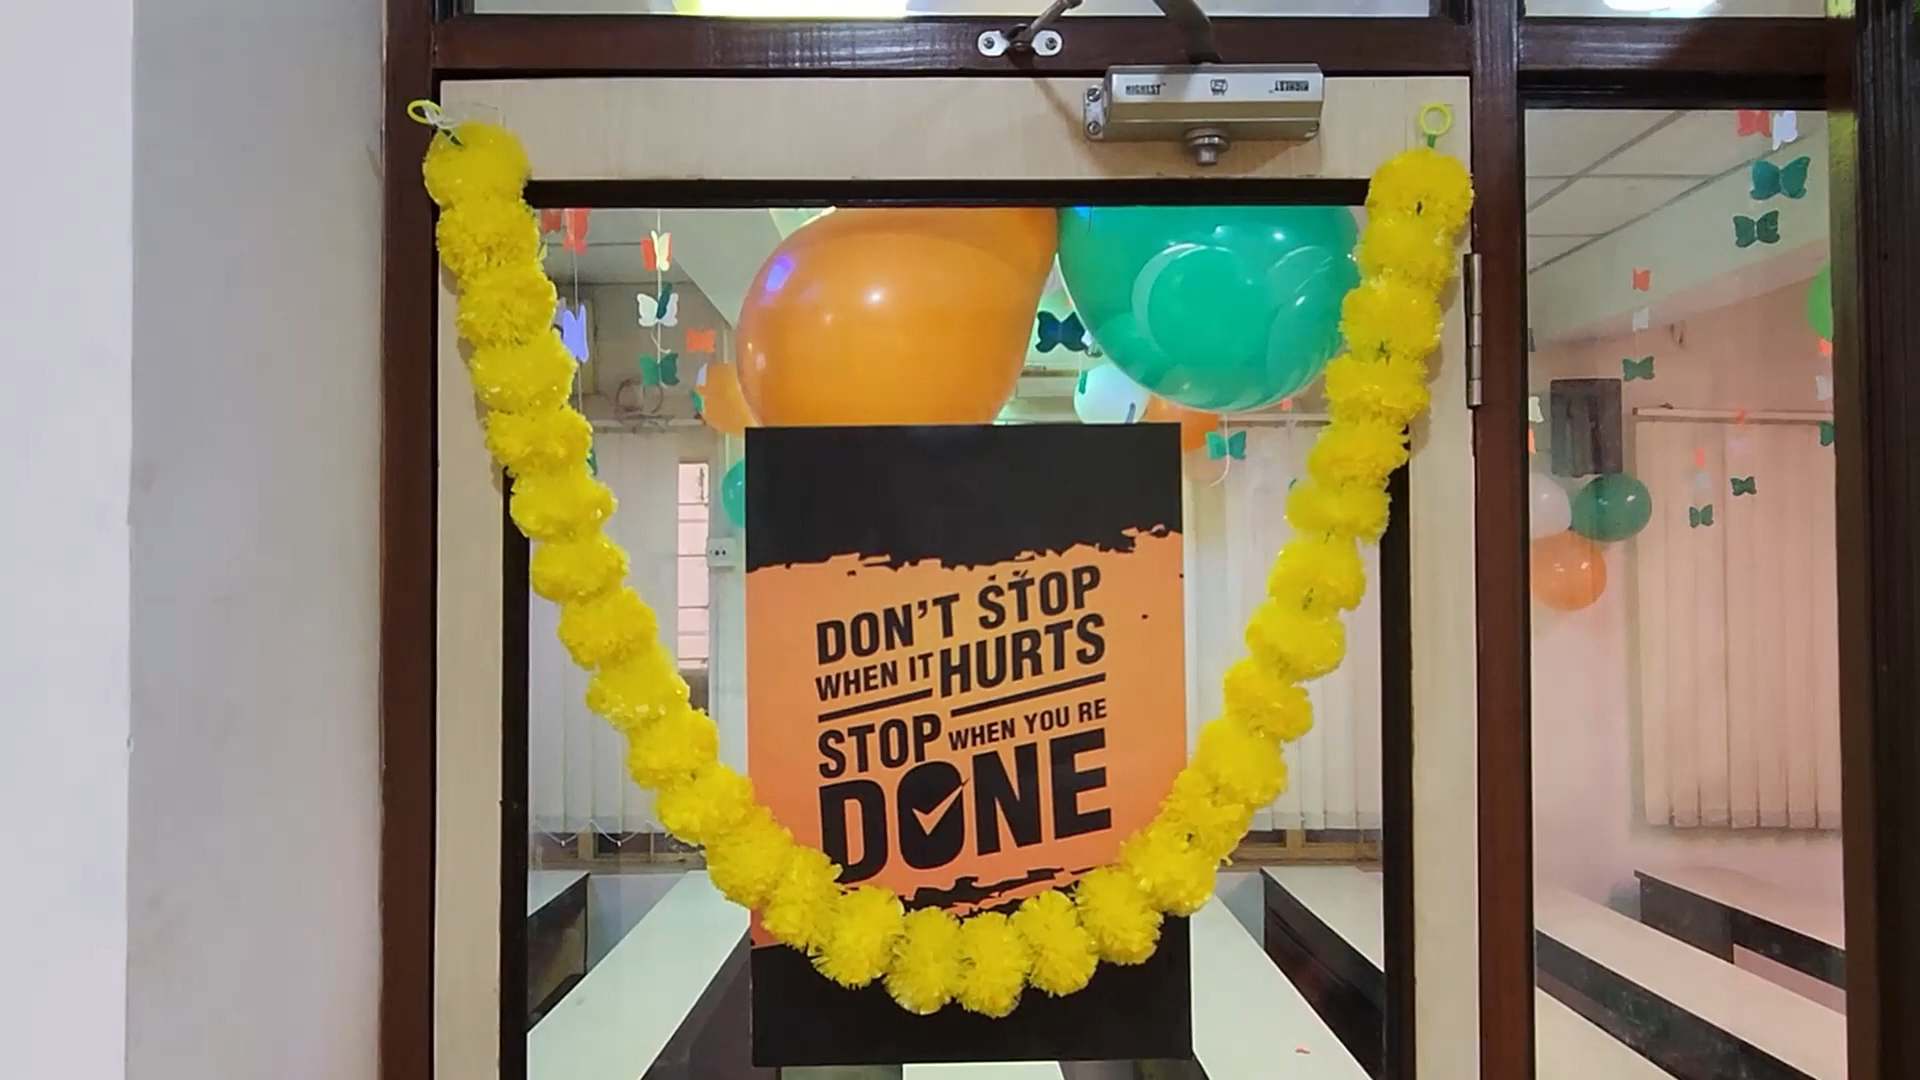 HIGHEST
DON'T STOP
WHEN IT HURTS
STOP WHEN YOU RE
DONE